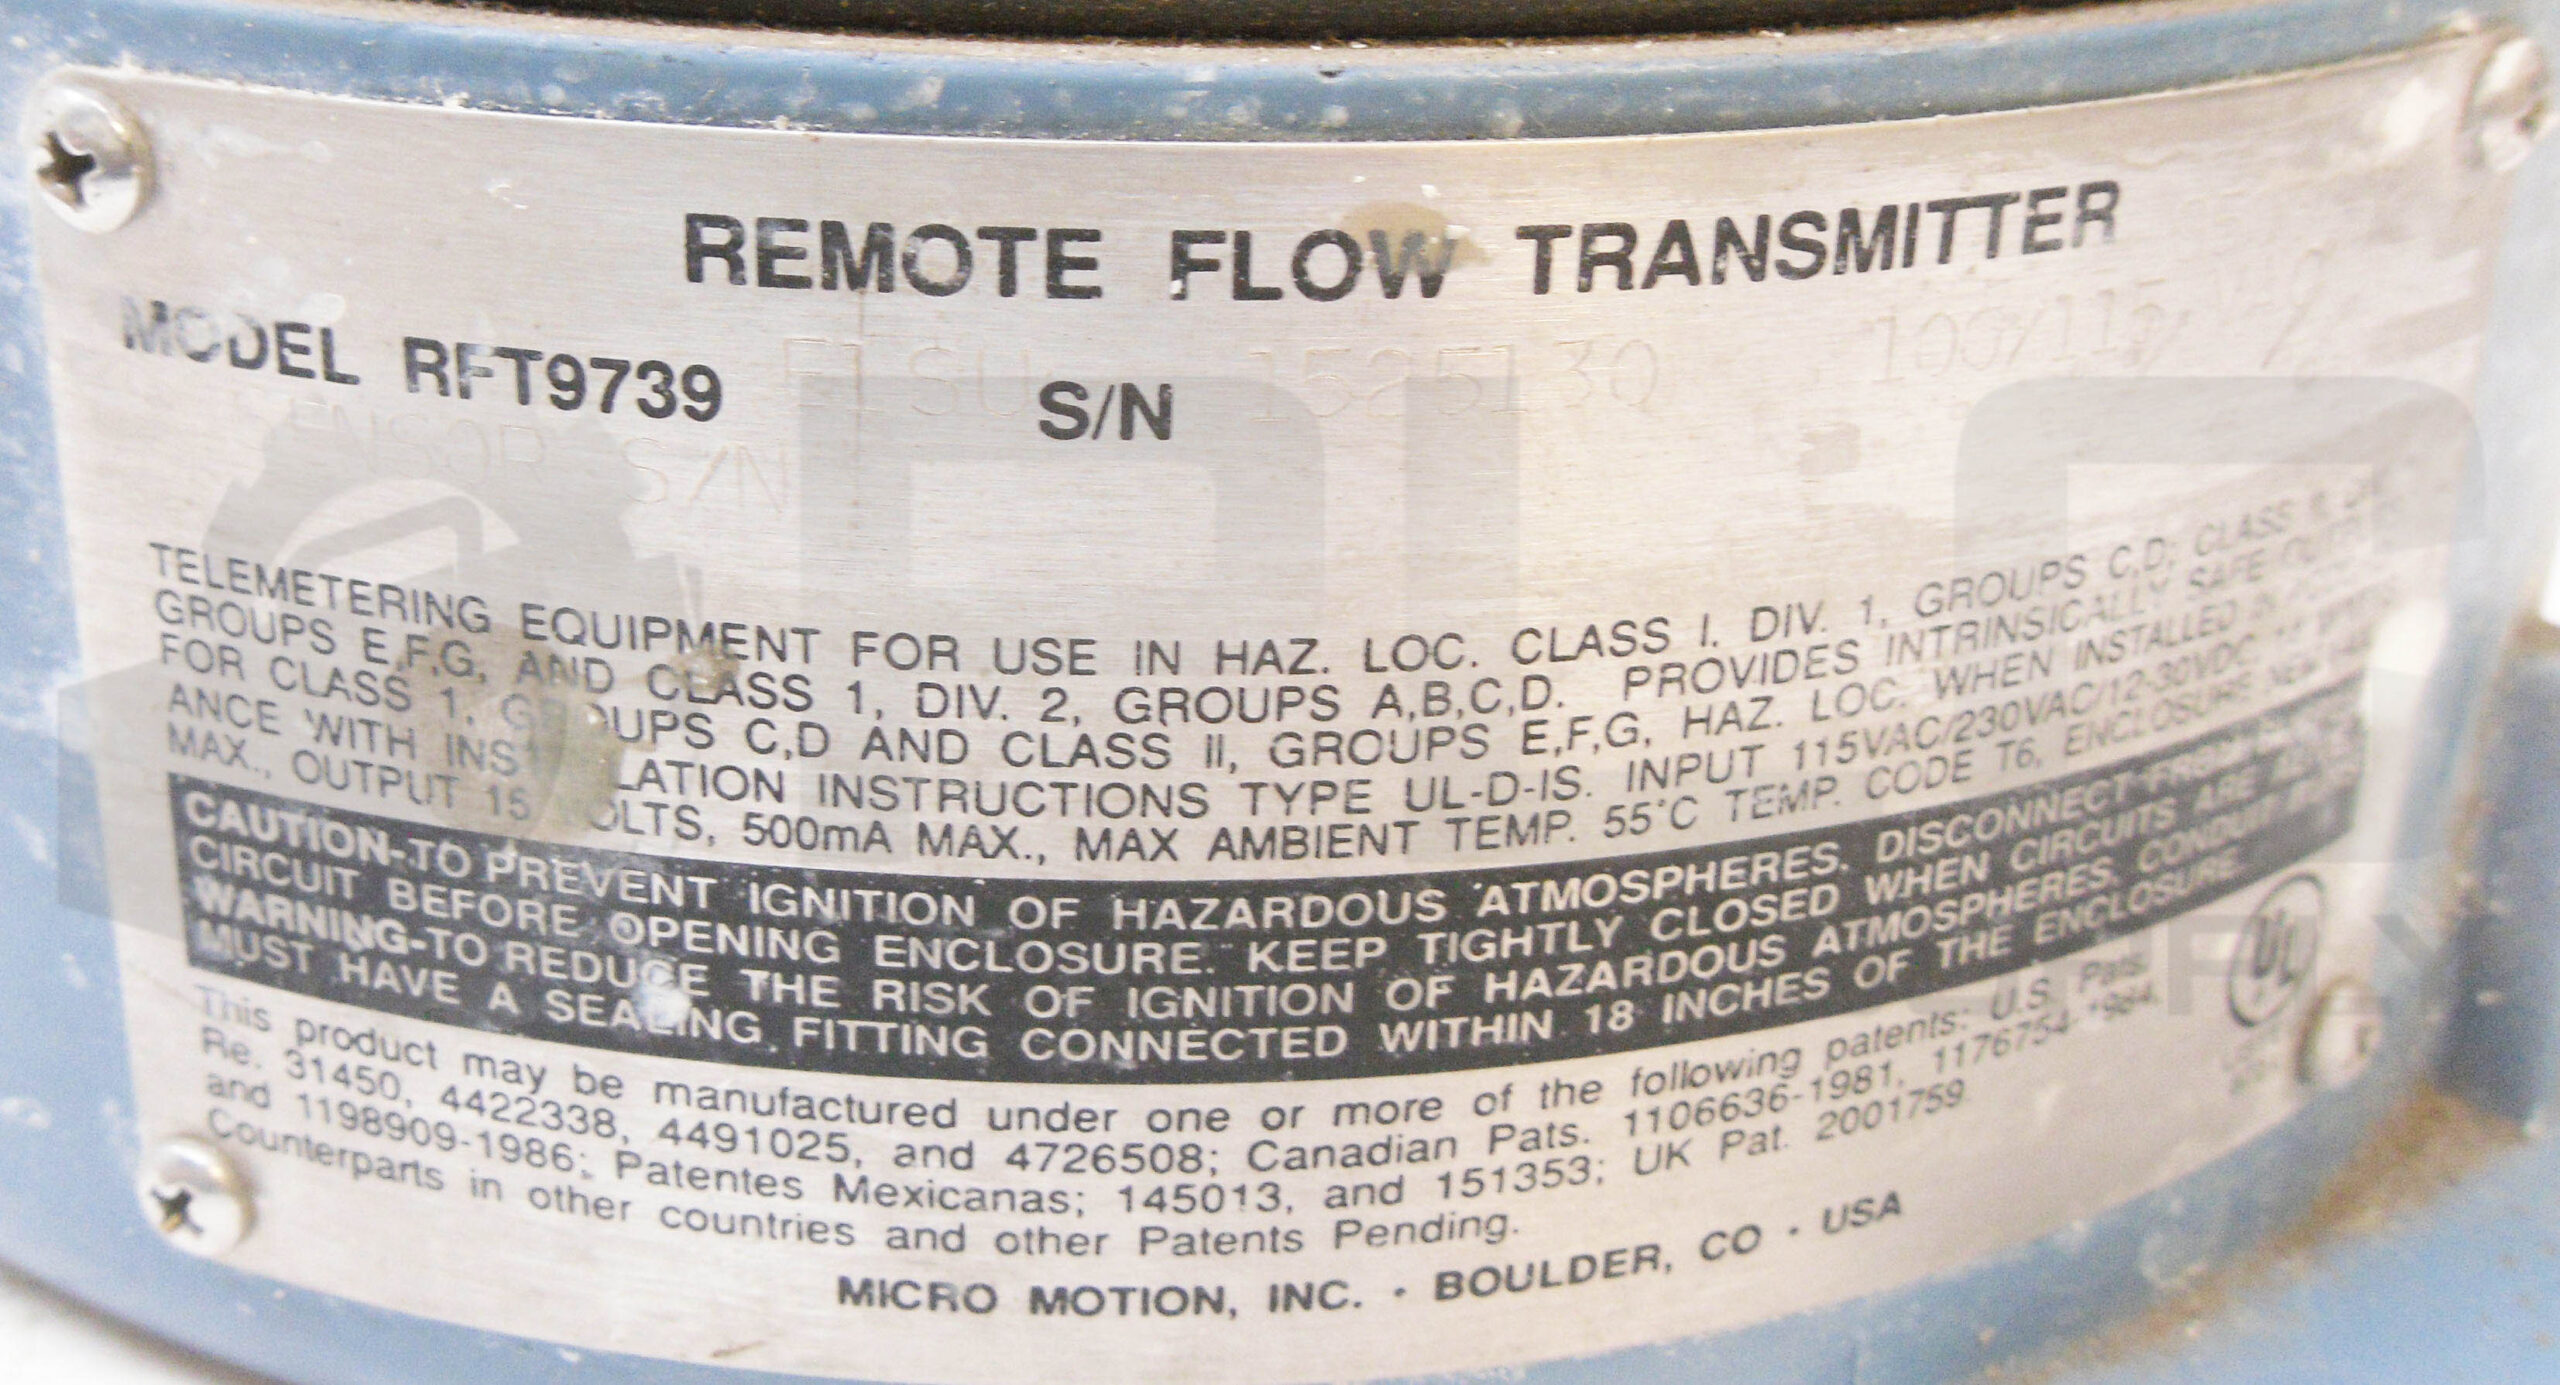 REMOTE FLOW TRANSMITTER
MODEL RFT9739 E1SU S/N 100/115
S/N
TELEMETERING EQUIPMENT FOR USE IN HAZ. LOC. CLASS I. DIV. 1, GROUPS C,D; CLASS
GROUPS E,F,G, AND CLASS 1, DIV. 2, GROUPS A,B,C,D. PROVIDES INTRINSICALLY SAFE
FOR CLASS 1, GROUPS C,D AND CLASS II, GROUPS E,F,G, HAZ. LOC. WHEN INSTALLED IN
ANCE WITH LATION INSTRUCTIONS TYPE UL-D-IS. INPUT 115VAC/230VAC/12-30VDC
MAX., OUTPUT 15 VOLTS, 500mA MAX., MAX AMBIENT TEMP. 55°C TEMP. CODE T6, ENCLOSURE
CAUTION-TO PREVENT IGNITION OF HAZARDOUS ATMOSPHERES. DISCONNECT FROM
CIRCUIT BEFORE OPENING ENCLOSURE. KEEP TIGHTLY CLOSED WHEN CIRCUITS ARE
WARNING-TO REDUCE THE RISK OF IGNITION OF HAZARDOUS ATMOSPHERES. CONDUIT
MUST HAVE A SEALING FITTING CONNECTED WITHIN 18 INCHES OF THE ENCLOSURE.
This product may be manufactured under one or more of the following patents: U.S. Pats.
Re. 31450, 4422338, 4491025, and 4726508; Canadian Pats. 1106636-1981, 1176754-
and 1198909-1986; Patentes Mexicanas; 145013, and 151353; UK Pat. 2001759
Counterparts in other countries and other Patents Pending.
UL
MICRO MOTION, INC. · BOULDER, CO · USA